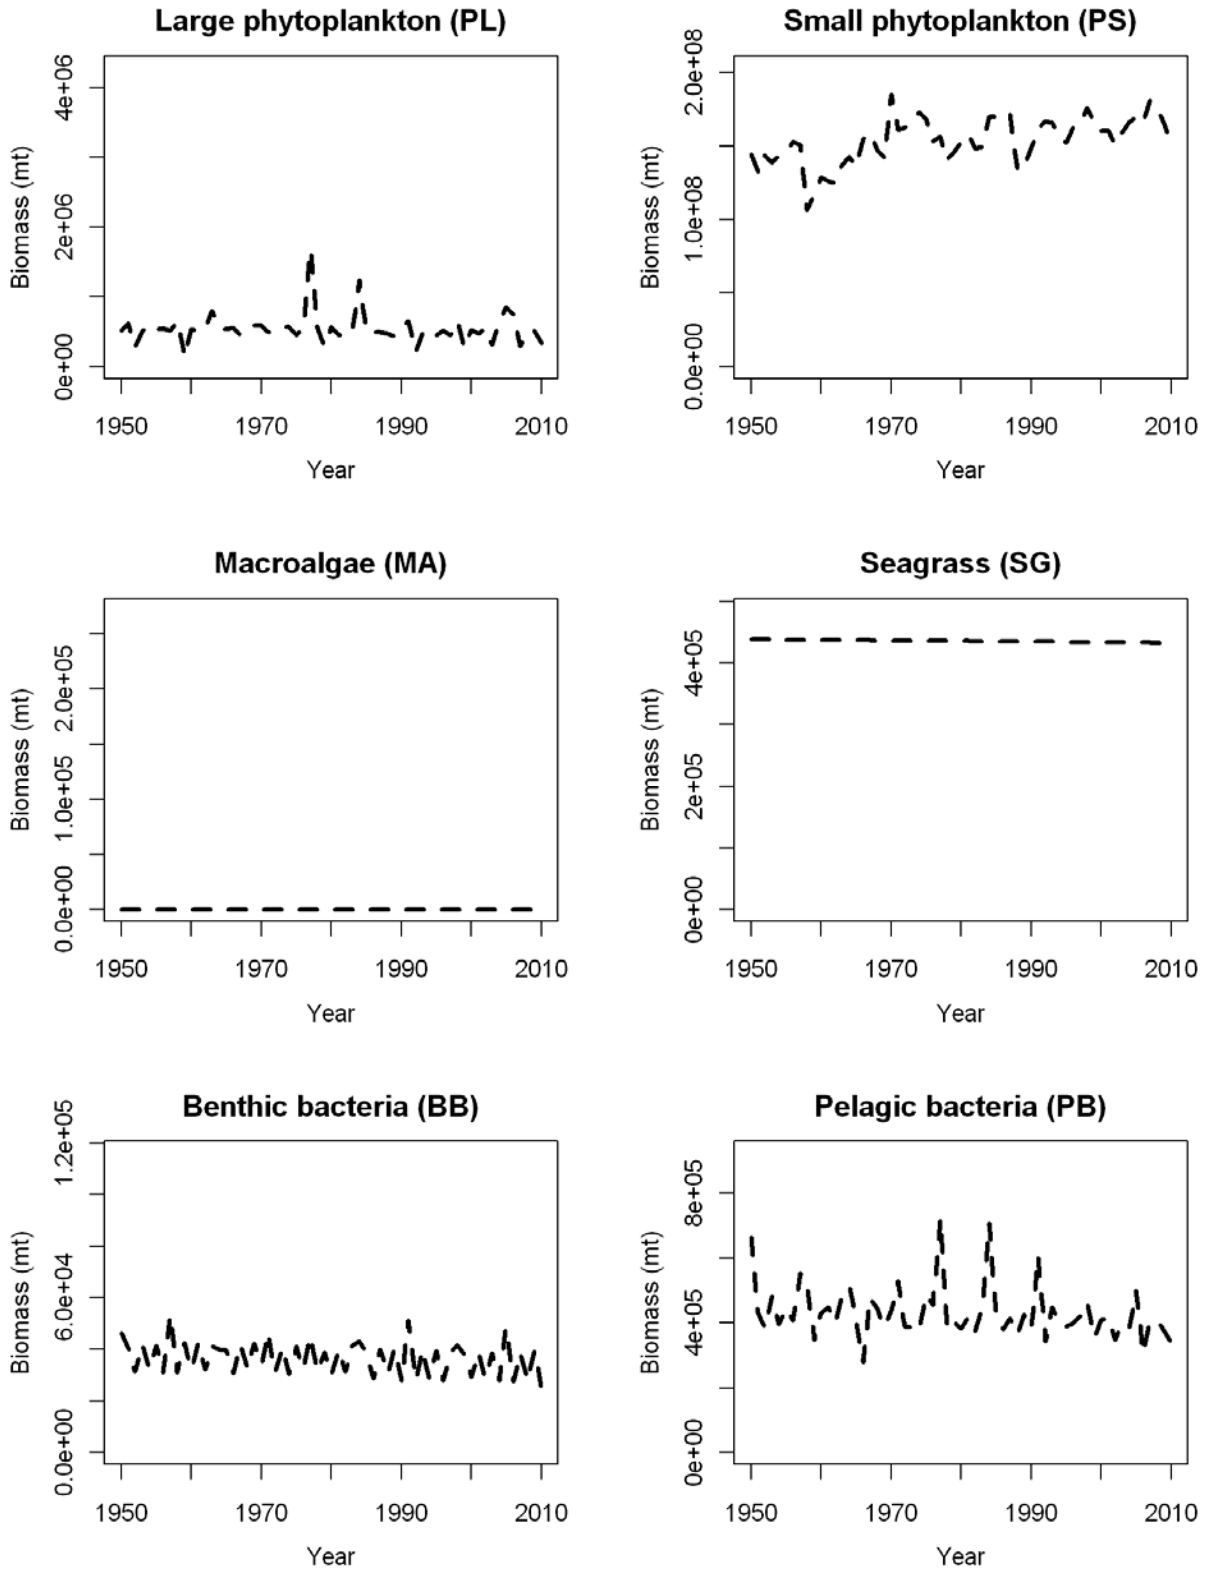 Large phytoplankton (PL)
Biomass (mt)
0e+00 2e+06 4e+06
1950 1970 1990 2010
Year
Small phytoplankton (PS)
Biomass (mt)
0.0e+00 1.0e+08 2.0e+08
1950 1970 1990 2010
Year
Macroalgae (MA)
Biomass (mt)
0.0e+00 1.0e+05 2.0e+05
1950 1970 1990 2010
Year
Seagrass (SG)
Biomass (mt)
0e+00 2e+05 4e+05
1950 1970 1990 2010
Year
Benthic bacteria (BB)
Biomass (mt)
0.0e+00 6.0e+04 1.2e+05
1950 1970 1990 2010
Year
Pelagic bacteria (PB)
Biomass (mt)
0e+00 4e+05 8e+05
1950 1970 1990 2010
Year